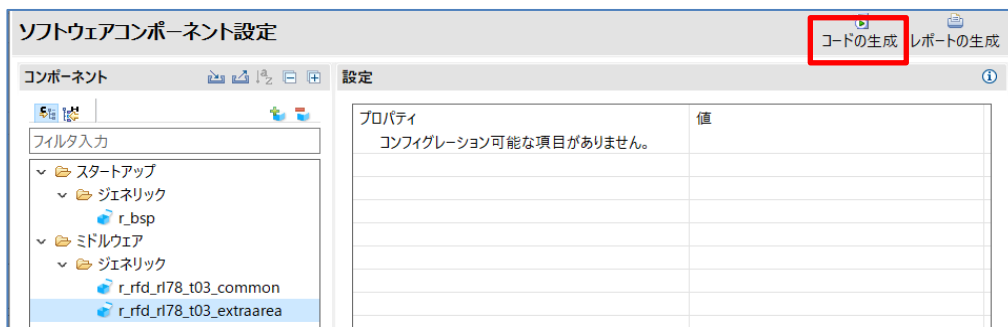 ソフトウェアコンポーネント設定
コードの生成 レポートの生成
コンポーネント
設定
フィルタ入力
プロパティ 値
コンフィグレーション可能な項目がありません。
スタートアップ
ジェネリック
r_bsp
ミドルウェア
ジェネリック
r_rfd_rl78_t03_common
r_rfd_rl78_t03_extraarea